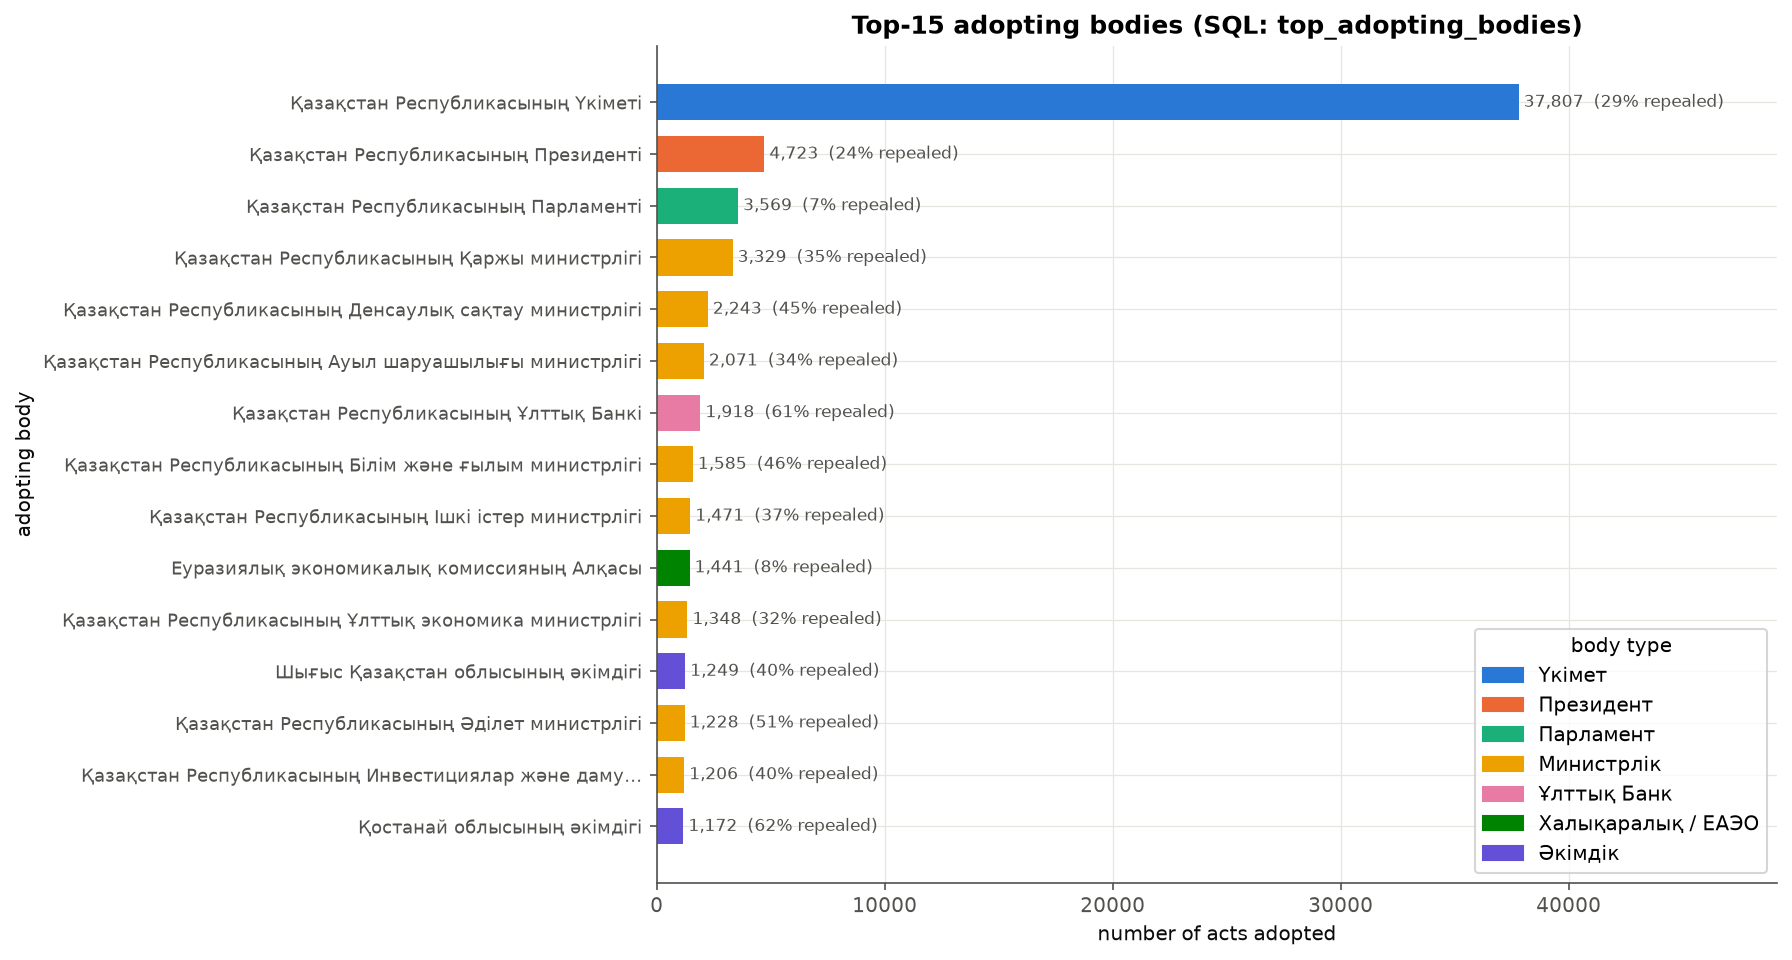 Top-15 adopting bodies (SQL: top_adopting_bodies)
Қазақстан Республикасының Үкіметі 37,807 (29% repealed)
Қазақстан Республикасының Президенті 4,723 (24% repealed)
Қазақстан Республикасының Парламенті 3,569 (7% repealed)
Қазақстан Республикасының Қаржы министрлігі 3,329 (35% repealed)
Қазақстан Республикасының Денсаулық сақтау министрлігі 2,243 (45% repealed)
Қазақстан Республикасының Ауыл шаруашылығы министрлігі 2,071 (34% repealed)
Қазақстан Республикасының Ұлттық Банкі 1,918 (61% repealed)
Қазақстан Республикасының Білім және ғылым министрлігі 1,585 (46% repealed)
Қазақстан Республикасының Ішкі істер министрлігі 1,471 (37% repealed)
Еуразиялық экономикалық комиссияның Алқасы 1,441 (8% repealed)
Қазақстан Республикасының Ұлттық экономика министрлігі 1,348 (32% repealed)
Шығыс Қазақстан облысының әкімдігі 1,249 (40% repealed)
Қазақстан Республикасының Әділет министрлігі 1,228 (51% repealed)
Қазақстан Республикасының Инвестициялар және даму… 1,206 (40% repealed)
Қостанай облысының әкімдігі 1,172 (62% repealed)
adopting body
body type
Үкімет
Президент
Парламент
Министрлік
Ұлттық Банк
Халықаралық / ЕАЭО
Әкімдік
0 10000 20000 30000 40000
number of acts adopted